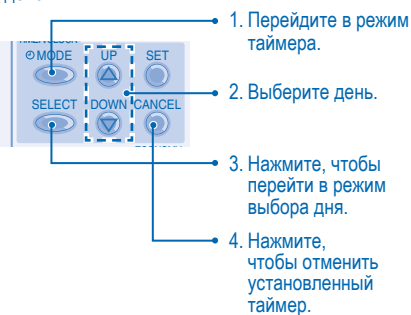 1. Перейдите в режим
таймера.
MODE
UP
SET
2. Выберите день.
SELECT
DOWN
CANCEL
3. Нажмите, чтобы
перейти в режим
выбора дня.
4. Нажмите,
чтобы отменить
установленный
таймер.